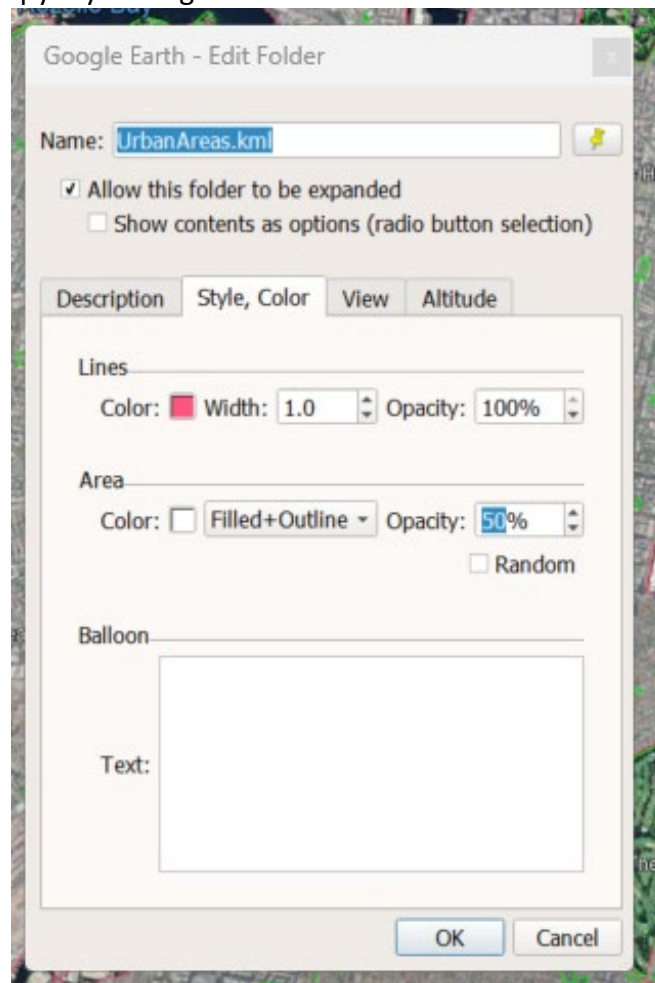 Google Earth - Edit Folder
x
Name: UrbanAreas.kml
Allow this folder to be expanded
Show contents as options (radio button selection)
Description Style, Color View Altitude
Lines
Color: Width: 1.0 Opacity: 100%
Area
Color: Filled+Outline Opacity: 50%
Random
Balloon
Text:
OK Cancel